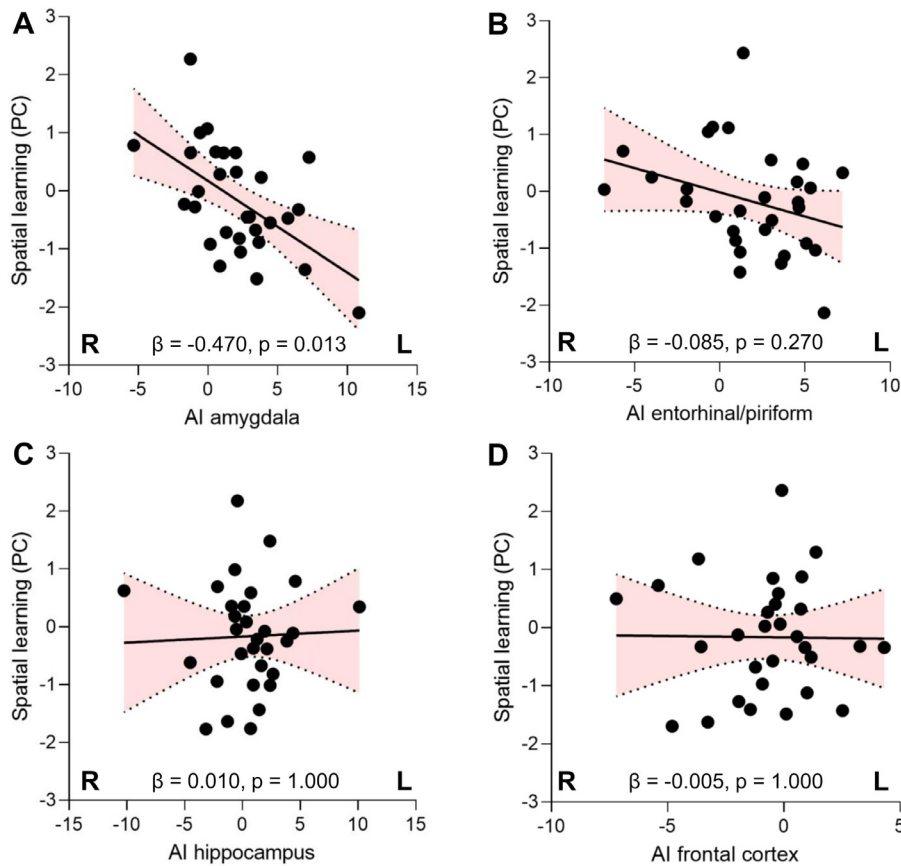 A
Spatial learning (PC)
3
2
1
0
-1
-2
-3
R
β = -0.470, p = 0.013
L
-10 -5 0 5 10 15
AI amygdala
B
Spatial learning (PC)
3
2
1
0
-1
-2
-3
R
β = -0.085, p = 0.270
L
-10 -5 0 5 10
AI entorhinal/piriform
C
Spatial learning (PC)
3
2
1
0
-1
-2
-3
R
β = 0.010, p = 1.000
L
-15 -10 -5 0 5 10 15
AI hippocampus
D
Spatial learning (PC)
3
2
1
0
-1
-2
-3
R
β = -0.005, p = 1.000
L
-10 -5 0 5
AI frontal cortex